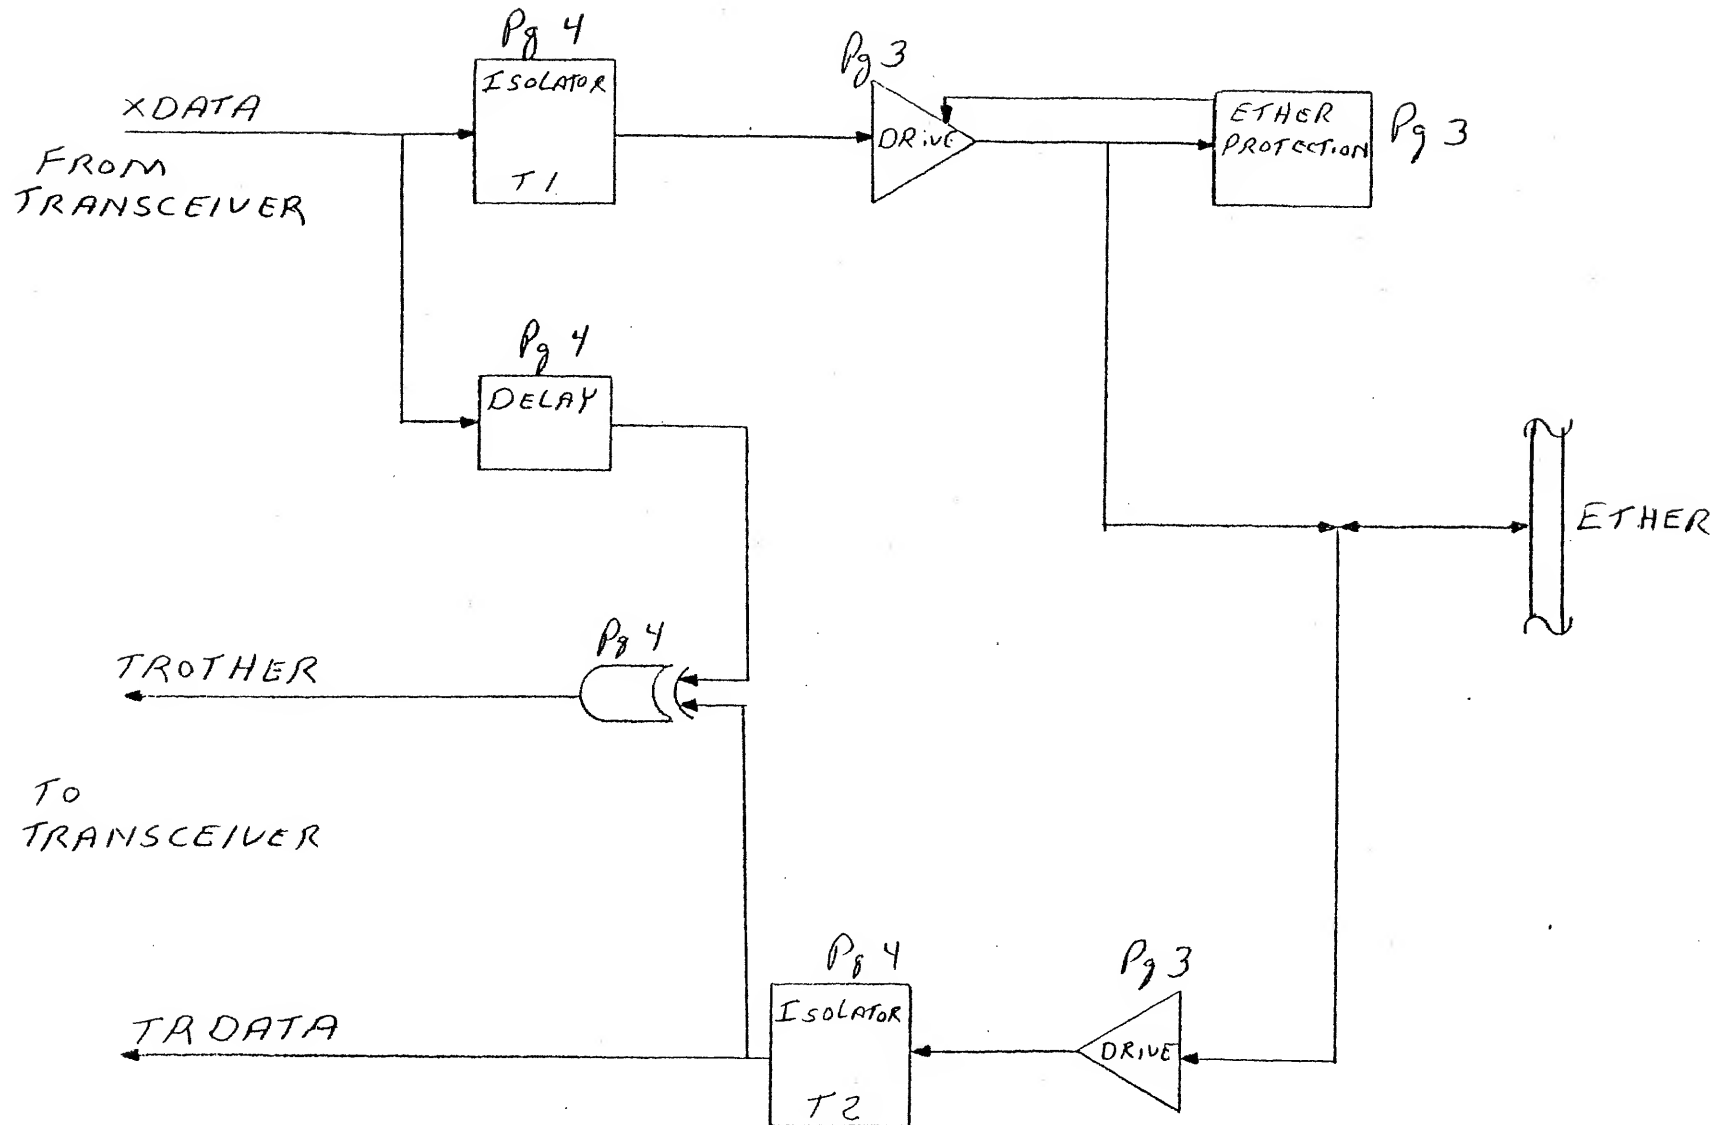 Pg 4
ISOLATOR
T1
XDATA
FROM
TRANSCEIVER
Pg 3
DRIVE
ETHER
PROTECTION
Pg 3
Pg 4
DELAY
ETHER
Pg 4
TROTHER
TO
TRANSCEIVER
Pg 4
ISOLATOR
T2
Pg 3
DRIVE
TRDATA